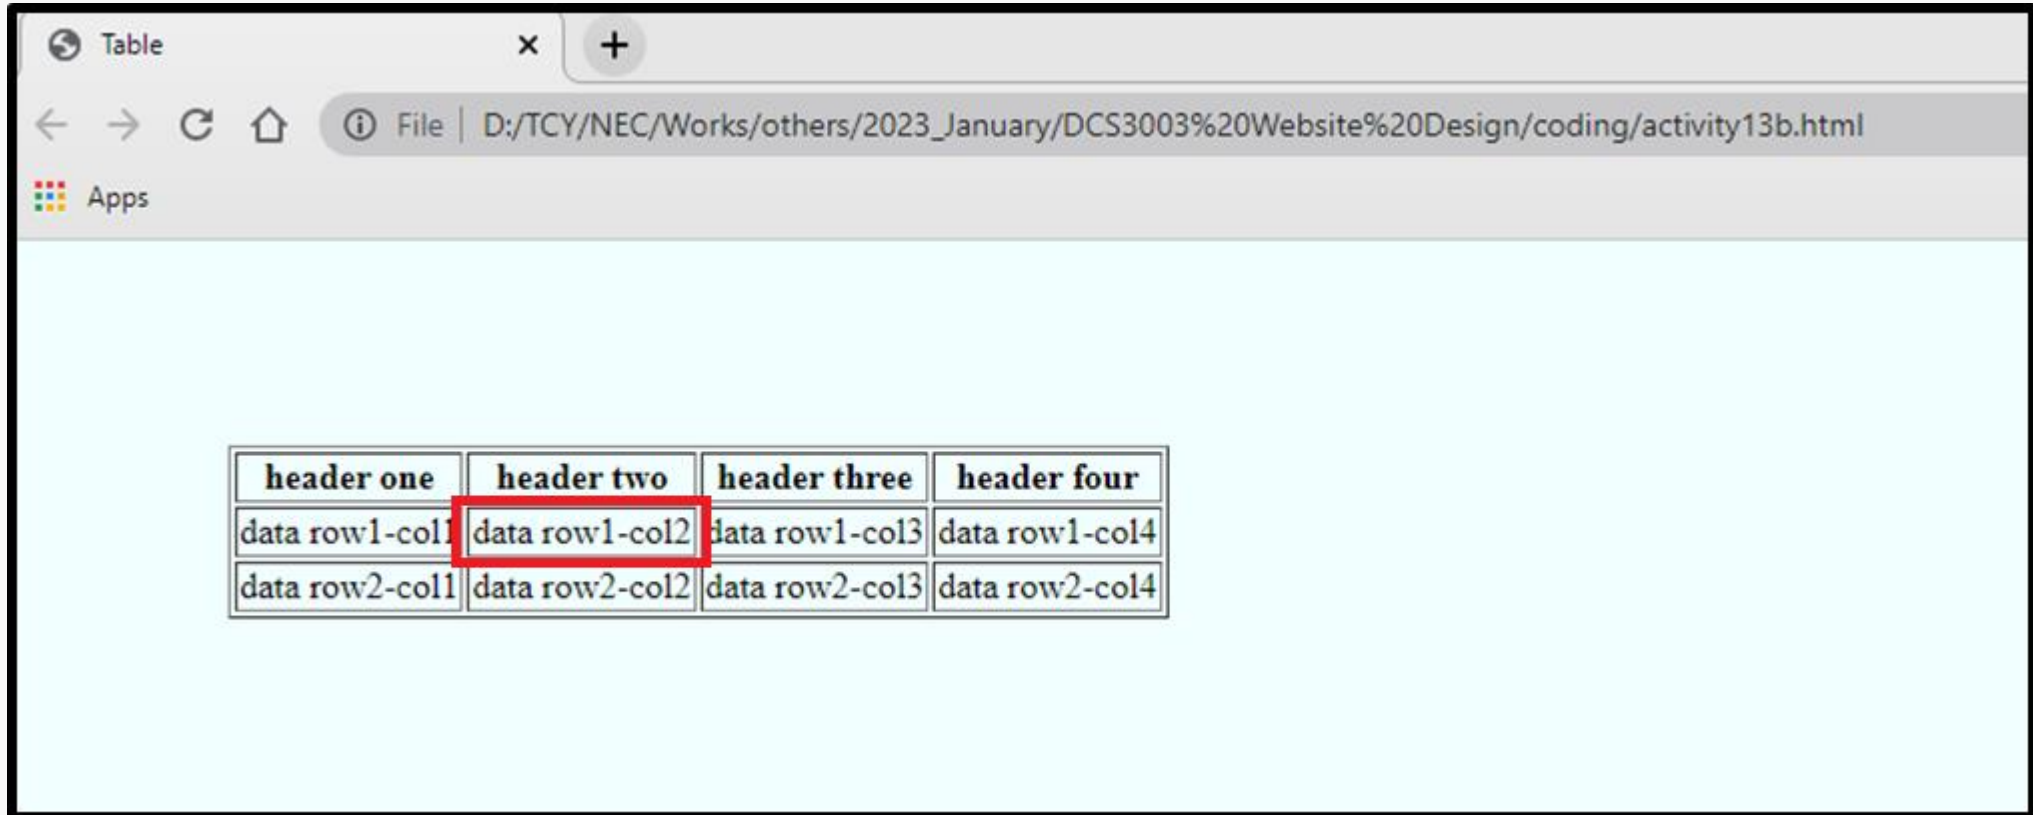 Table
File | D:/TCY/NEC/Works/others/2023_January/DCS3003%20Website%20Design/coding/activity13b.html
Apps
header one header two header three header four
data row1-col1 data row1-col2 data row1-col3 data row1-col4
data row2-col1 data row2-col2 data row2-col3 data row2-col4